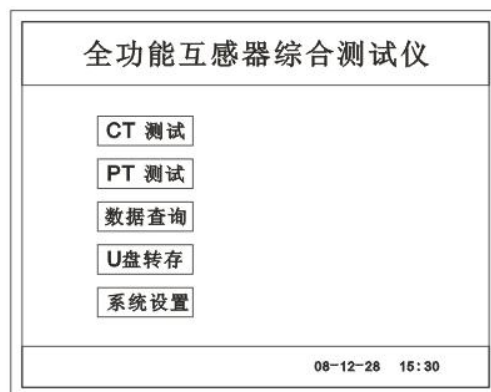 全功能互感器综合测试仪
CT 测试
PT 测试
数据查询
U盘转存
系统设置
08-12-28 15:30